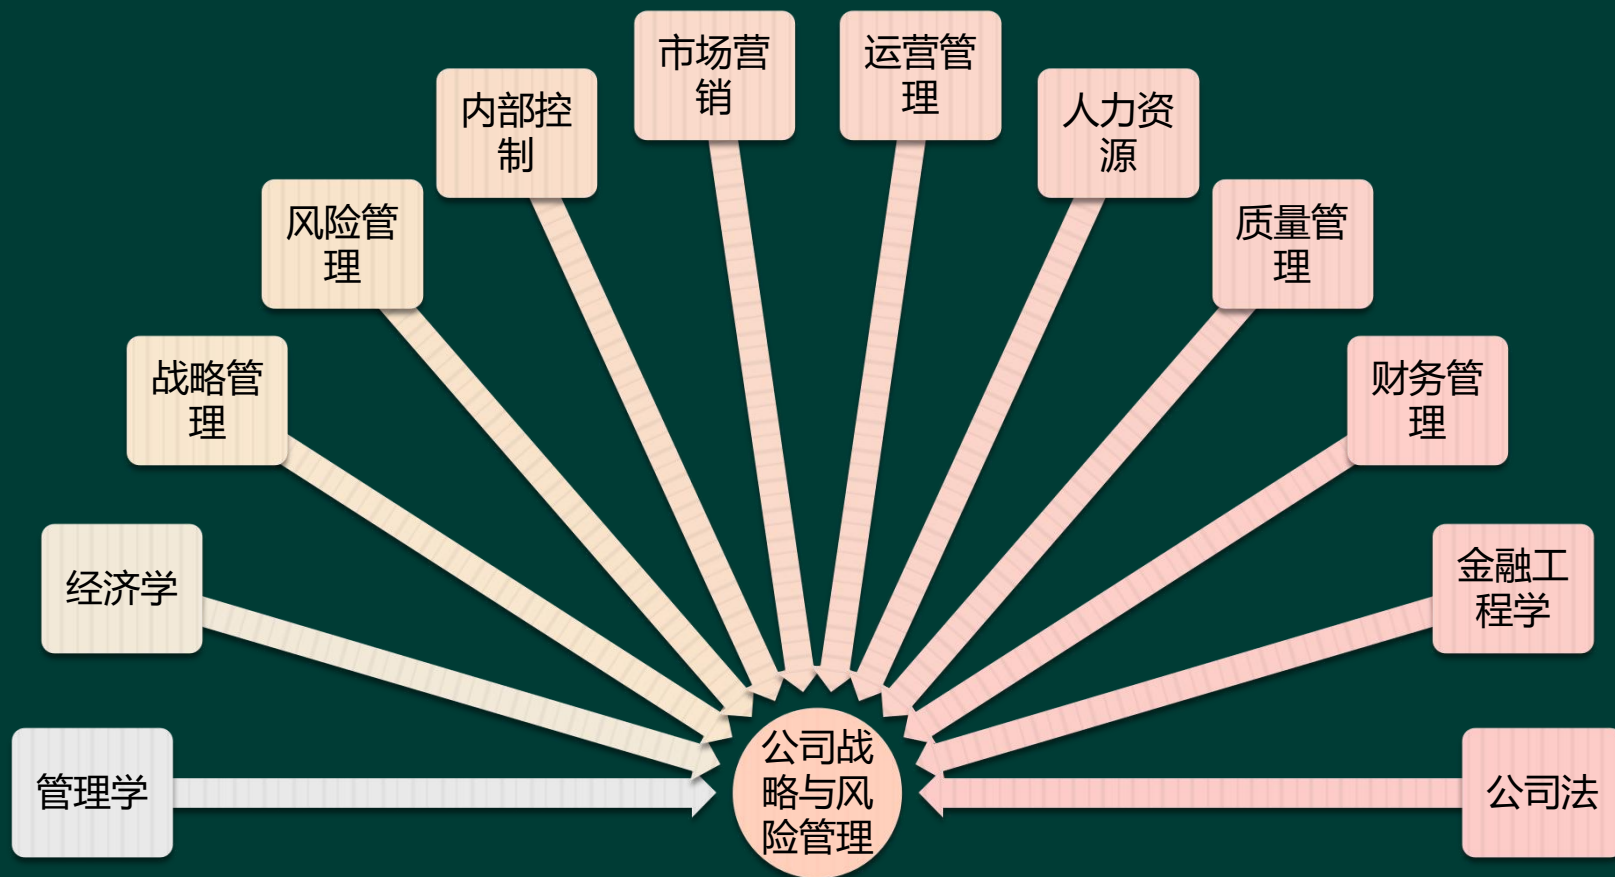 市场营
销
运营管
理
内部控
制
人力资
源
风险管
理
质量管
理
战略管
理
财务管
理
经济学
金融工
程学
管理学
公司战
略与风
险管理
公司法